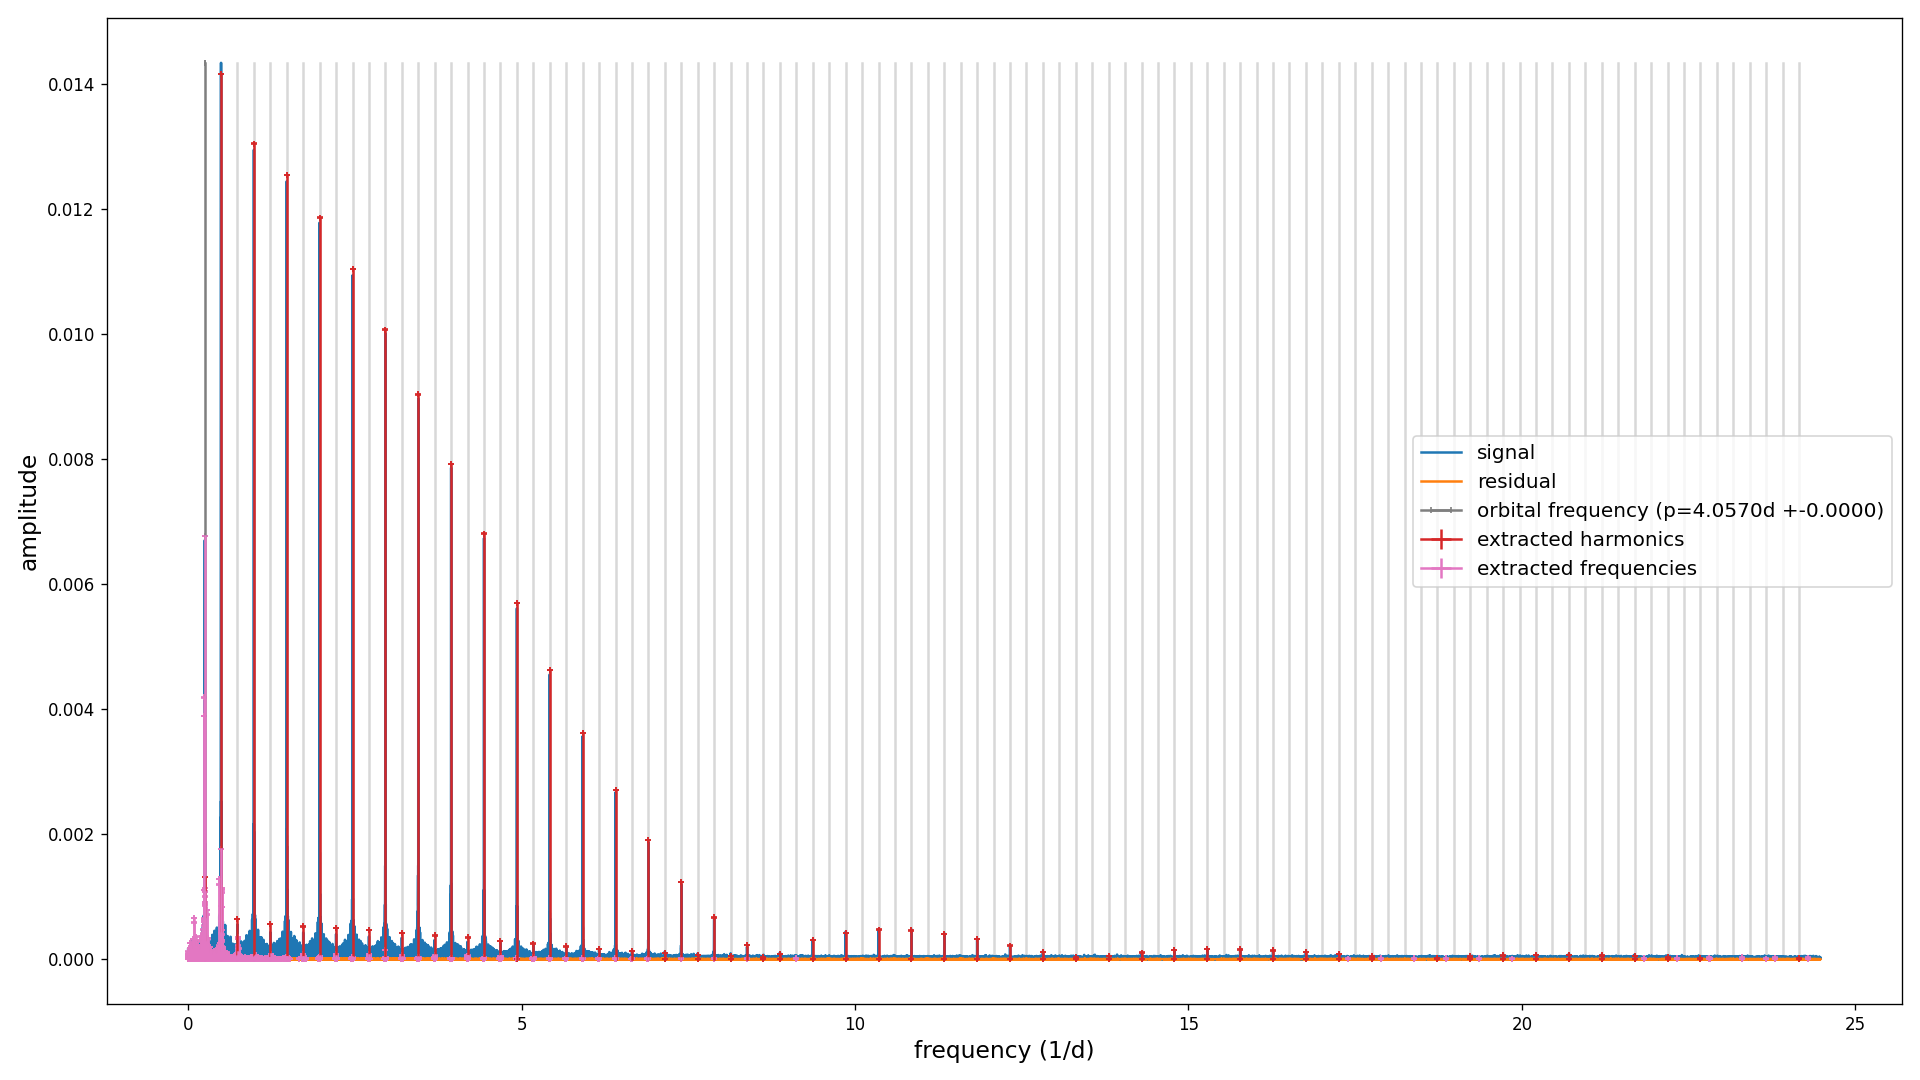 0.014
0.012
0.010
0.008
0.006
0.004
0.002
0.000
amplitude
signal
residual
orbital frequency (p=4.0570d +-0.0000)
extracted harmonics
extracted frequencies
0 5 10 15 20 25
frequency (1/d)